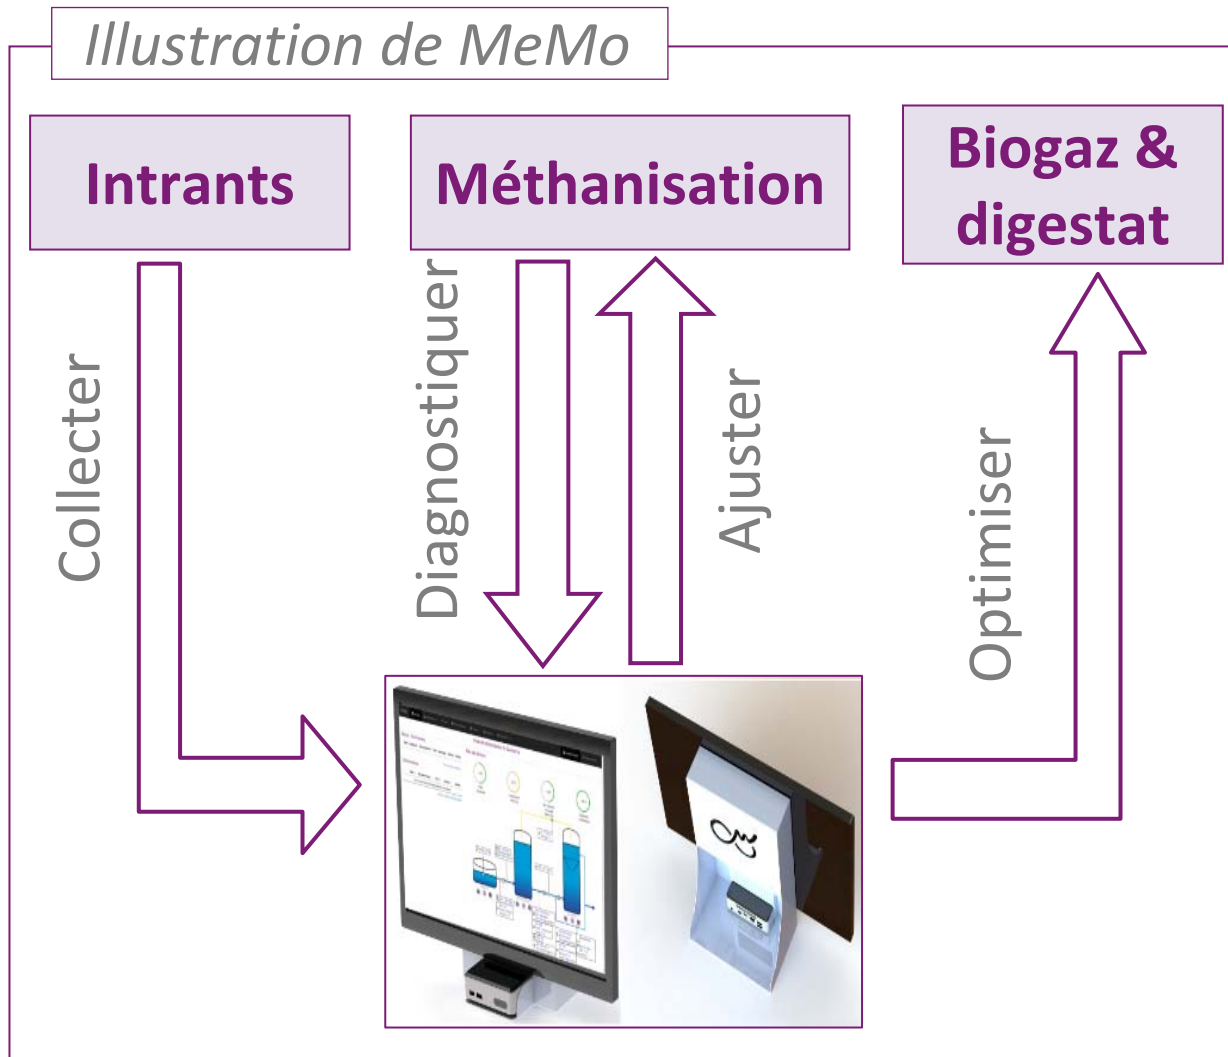 Illustration de MeMo
Intrants
Méthanisation
Biogaz &
digestat
Collecter
Diagnostiquer
Ajuster
Optimiser